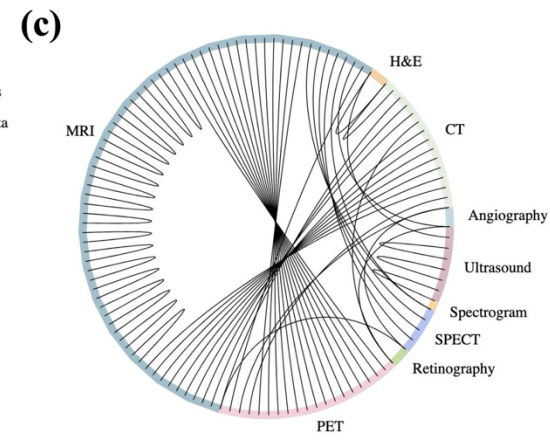 (c)
H&E
MRI
CT
Angiography
Ultrasound
Spectrogram
SPECT
Retinography
PET